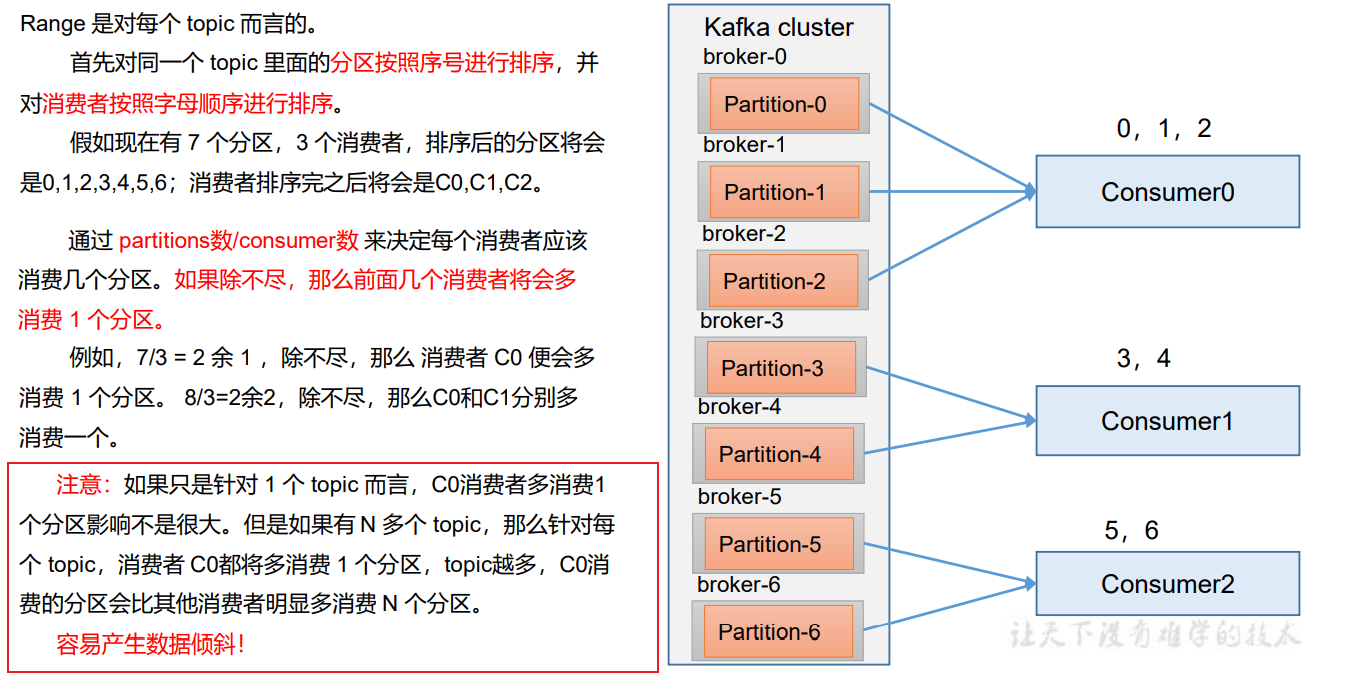 Range 是对每个 topic 而言的。
首先对同一个 topic 里面的分区按照序号进行排序，并
对消费者按照字母顺序进行排序。
假如现在有 7 个分区，3 个消费者，排序后的分区将会
是0,1,2,3,4,5,6；消费者排序完之后将会是C0,C1,C2。
通过 partitions数/consumer数 来决定每个消费者应该
消费几个分区。如果除不尽，那么前面几个消费者将会多
消费 1 个分区。
例如，7/3 = 2 余 1 ，除不尽，那么 消费者 C0 便会多
消费 1 个分区。 8/3=2余2，除不尽，那么C0和C1分别多
消费一个。
注意：如果只是针对 1 个 topic 而言，C0消费者多消费1
个分区影响不是很大。但是如果有 N 多个 topic，那么针对每
个 topic，消费者 C0都将多消费 1 个分区，topic越多，C0消
费的分区会比其他消费者明显多消费 N 个分区。
容易产生数据倾斜！
Kafka cluster
broker-0
Partition-0
broker-1
Partition-1
broker-2
Partition-2
broker-3
Partition-3
broker-4
Partition-4
broker-5
Partition-5
broker-6
Partition-6
0，1，2
Consumer0
3，4
Consumer1
5，6
Consumer2
让天下没有难学的技术